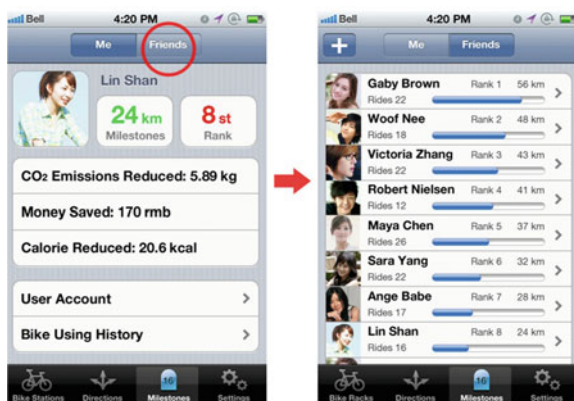 Bell 4:20 PM
Me Friends
Lin Shan
24 km
Milestones
8 st
Rank
CO2 Emissions Reduced: 5.89 kg
Money Saved: 170 rmb
Calorie Reduced: 20.6 kcal
User Account
Bike Using History
Bike Stations Directions 16 Milestones Settings
Bell 4:20 PM
+ Me Friends
Gaby Brown Rank 1 56 km
Rides 22
Woof Nee Rank 2 48 km
Rides 18
Victoria Zhang Rank 3 43 km
Rides 22
Robert Nielsen Rank 4 41 km
Rides 12
Maya Chen Rank 5 37 km
Rides 26
Sara Yang Rank 6 32 km
Rides 22
Ange Babe Rank 7 28 km
Rides 17
Lin Shan Rank 8 24 km
Rides 16
Bike Racks Directions 16 Milestones Settings